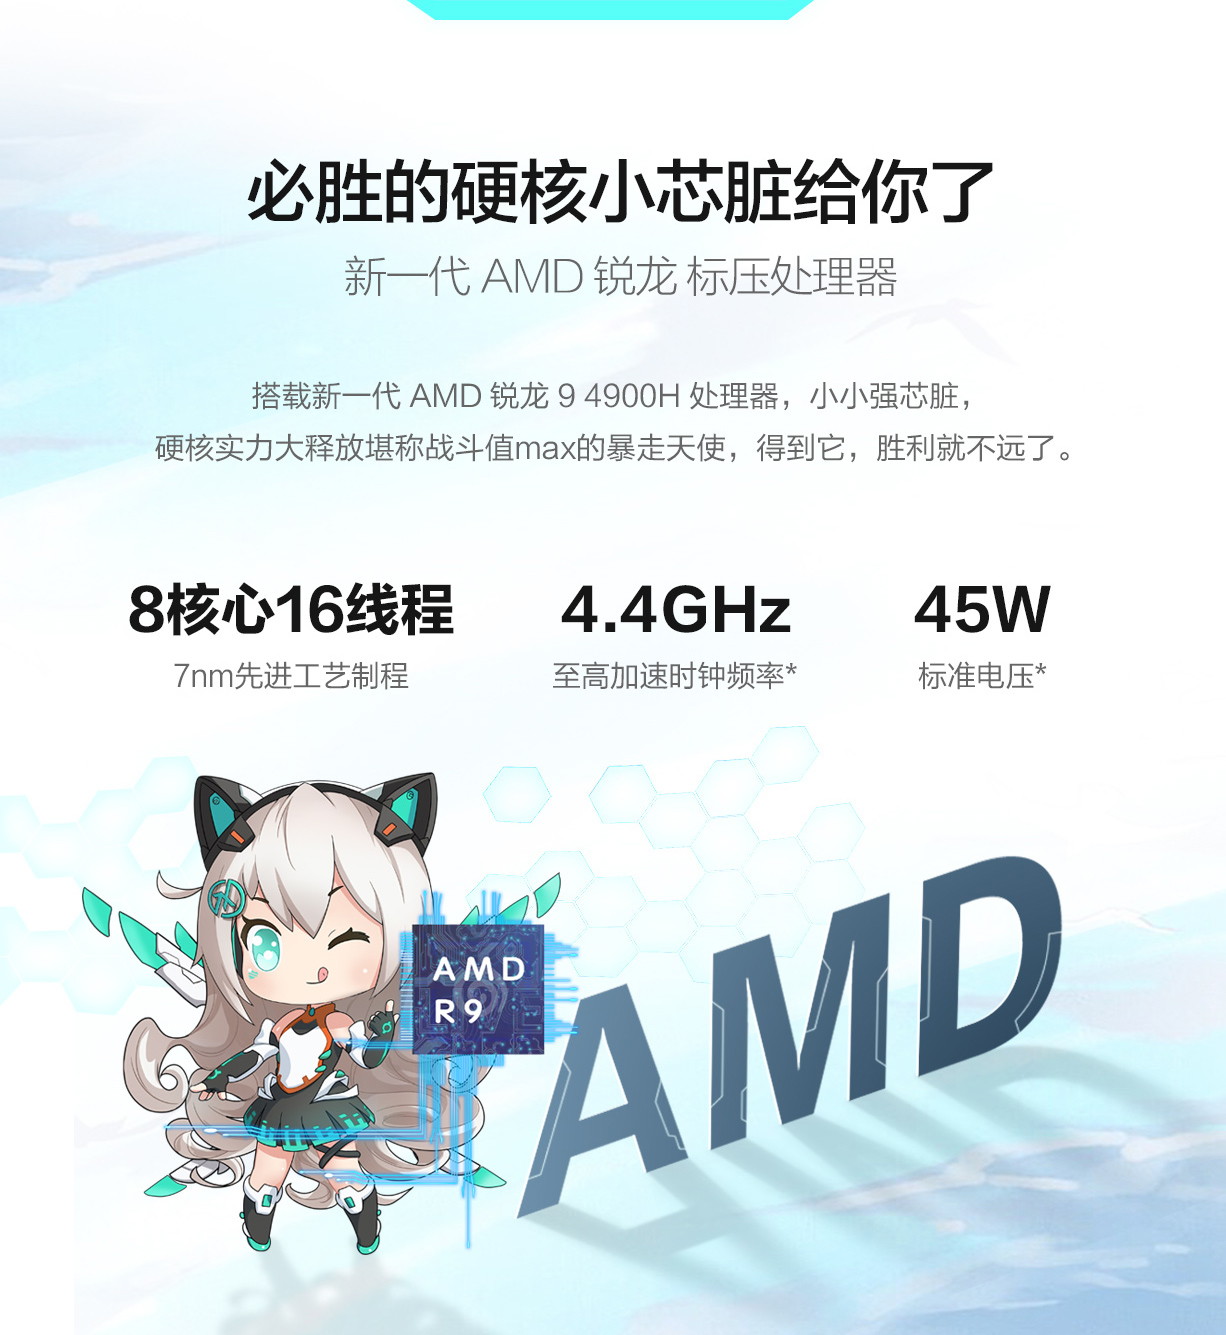 必胜的硬核小芯脏给你了
新一代 AMD 锐龙 标压处理器
搭载新一代 AMD 锐龙 9 4900H 处理器，小小强芯脏，
硬核实力大释放堪称战斗值max的暴走天使，得到它，胜利就不远了。
8核心16线程
7nm先进工艺制程
4.4GHz
至高加速时钟频率*
45W
标准电压*
AMD
R9
AMD